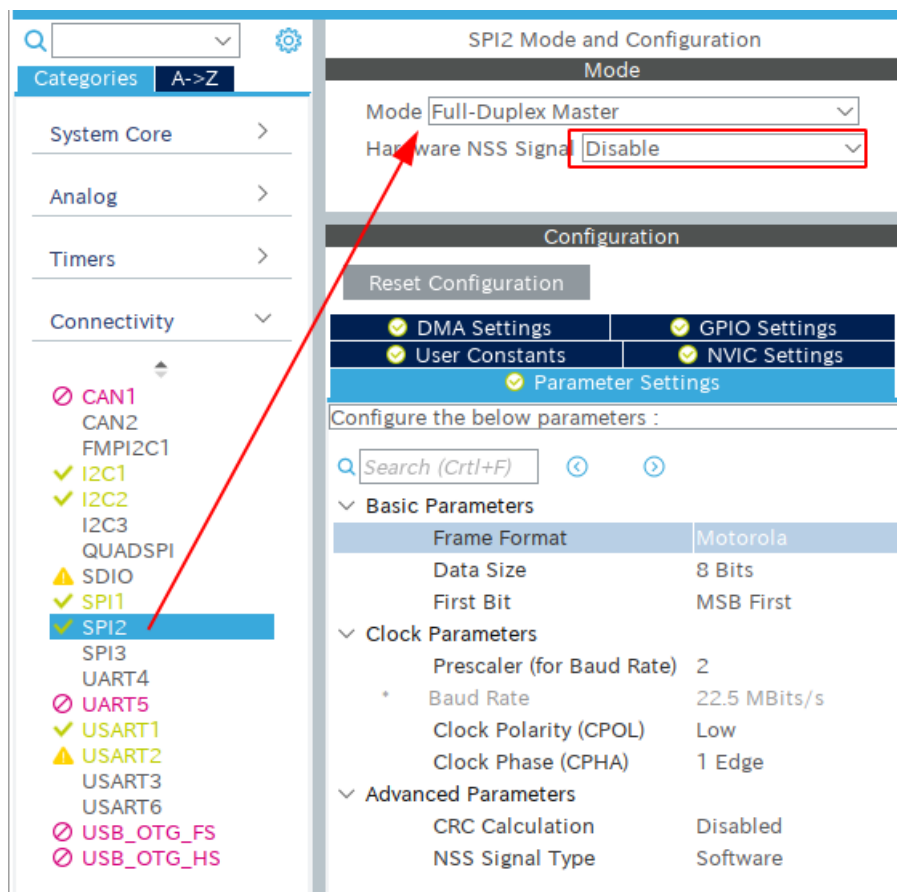 Categories A->Z
System Core
Analog
Timers
Connectivity
CAN1
CAN2
FMPI2C1
I2C1
I2C2
I2C3
QUADSPI
SDIO
SPI1
SPI2
SPI3
UART4
UART5
USART1
USART2
USART3
USART6
USB_OTG_FS
USB_OTG_HS
SPI2 Mode and Configuration
Mode
Mode Full-Duplex Master
Hardware NSS Signal Disable
Configuration
Reset Configuration
DMA Settings GPIO Settings
User Constants NVIC Settings
Parameter Settings
Configure the below parameters :
Search (Crtl+F)
Basic Parameters
Frame Format Motorola
Data Size 8 Bits
First Bit MSB First
Clock Parameters
Prescaler (for Baud Rate) 2
* Baud Rate 22.5 MBits/s
Clock Polarity (CPOL) Low
Clock Phase (CPHA) 1 Edge
Advanced Parameters
CRC Calculation Disabled
NSS Signal Type Software